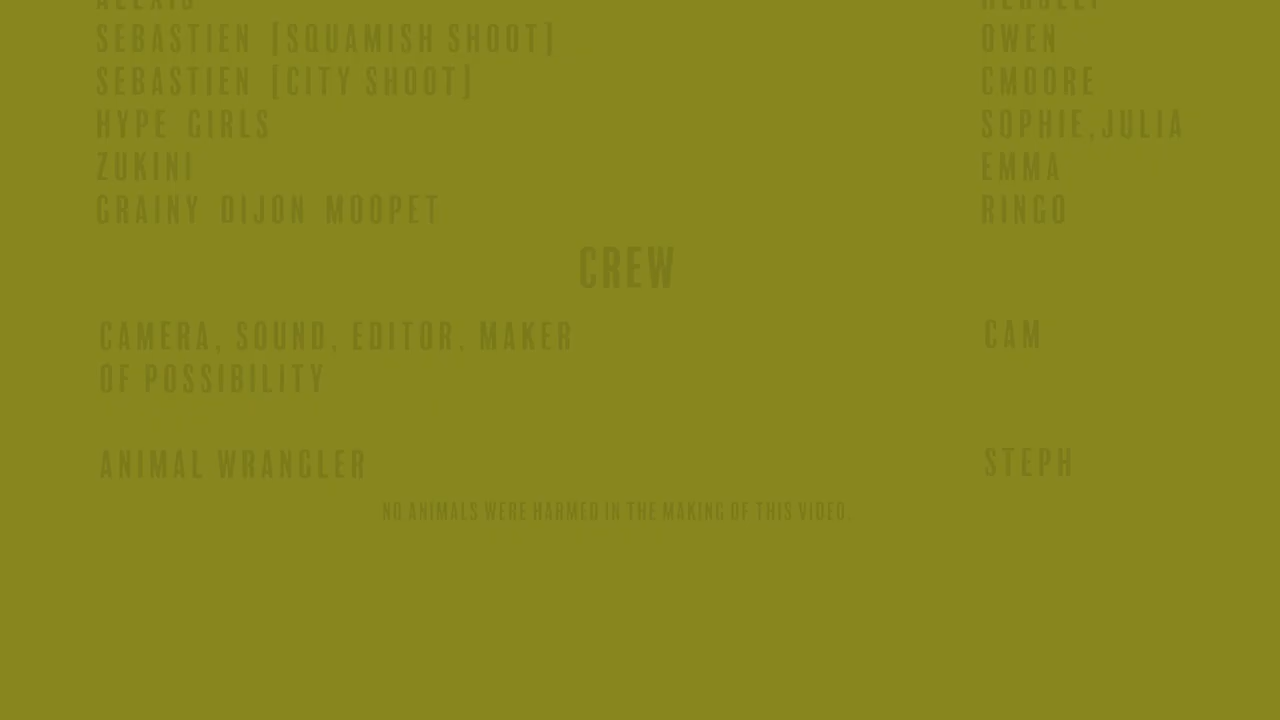 ALEXIS HERSELF
SEBASTIEN [SQUAMISH SHOOT] OWEN
SEBASTIEN [CITY SHOOT] CMOORE
HYPE GIRLS SOPHIE,JULIA
ZUKINI EMMA
GRAINY DIJON MOOPET RINGO
CREW
CAMERA, SOUND, EDITOR, MAKER CAM
OF POSSIBILITY
ANIMAL WRANGLER STEPH
NO ANIMALS WERE HARMED IN THE MAKING OF THIS VIDEO.